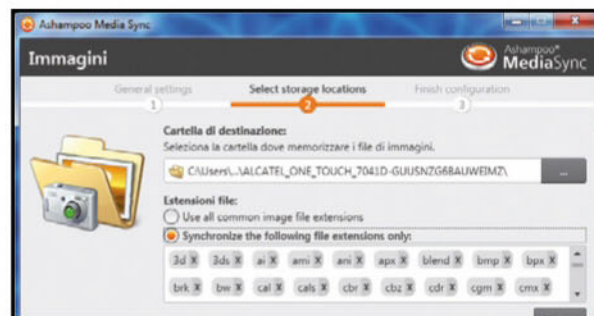 Ashampoo Media Sync
Immagini
Ashampoo®
MediaSync
General settings
Select storage locations
Finish configuration
1
2
3
Cartella di destinazione:
Seleziona la cartella dove memorizzare i file di immagini.
C:\Users\...\ALCATEL_ONE_TOUCH_7041D-GUUSNZG6BAUWEIMZ\
...
Estensioni file:
Use all common image file extensions
Synchronize the following file extensions only:
3d X 3ds X ai X ami X ani X apx X blend X bmp X bpx X
brk X bw X cal X cals X cbr X cbz X cdr X cgm X cmx X